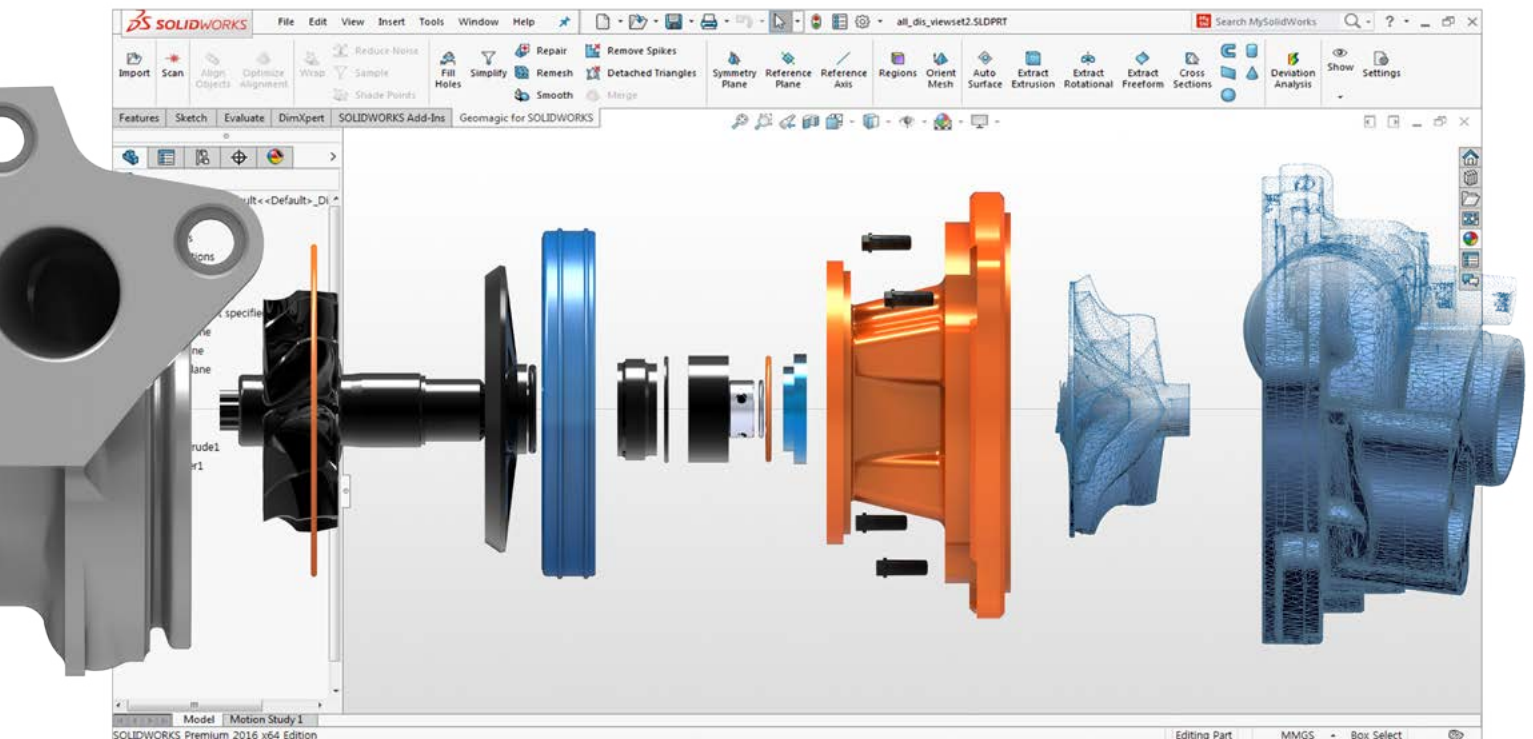 SOLIDWORKS File Edit View Insert Tools Window Help all_dis_viewset2.SLDPRT Search MySolidWorks ?
Reduce Noise Repair Remove Spikes
Import Scan Align Objects Optimize Alignment Wrap Sample Fill Holes Simplify Remesh Detached Triangles Symmetry Plane Reference Plane Reference Axis Regions Orient Mesh Auto Surface Extract Extrusion Extract Rotational Extract Freeform Cross Sections Deviation Analysis Show Settings
Shade Points Smooth Merge
Features Sketch Evaluate DimXpert SOLIDWORKS Add-Ins Geomagic for SOLIDWORKS
ult<<Default>_Di
s
tions
t specifie
ne
ne
lane
rude1
r1
Model Motion Study 1
SOLIDWORKS Premium 2016 x64 Edition Editing Part MMGS Box Select